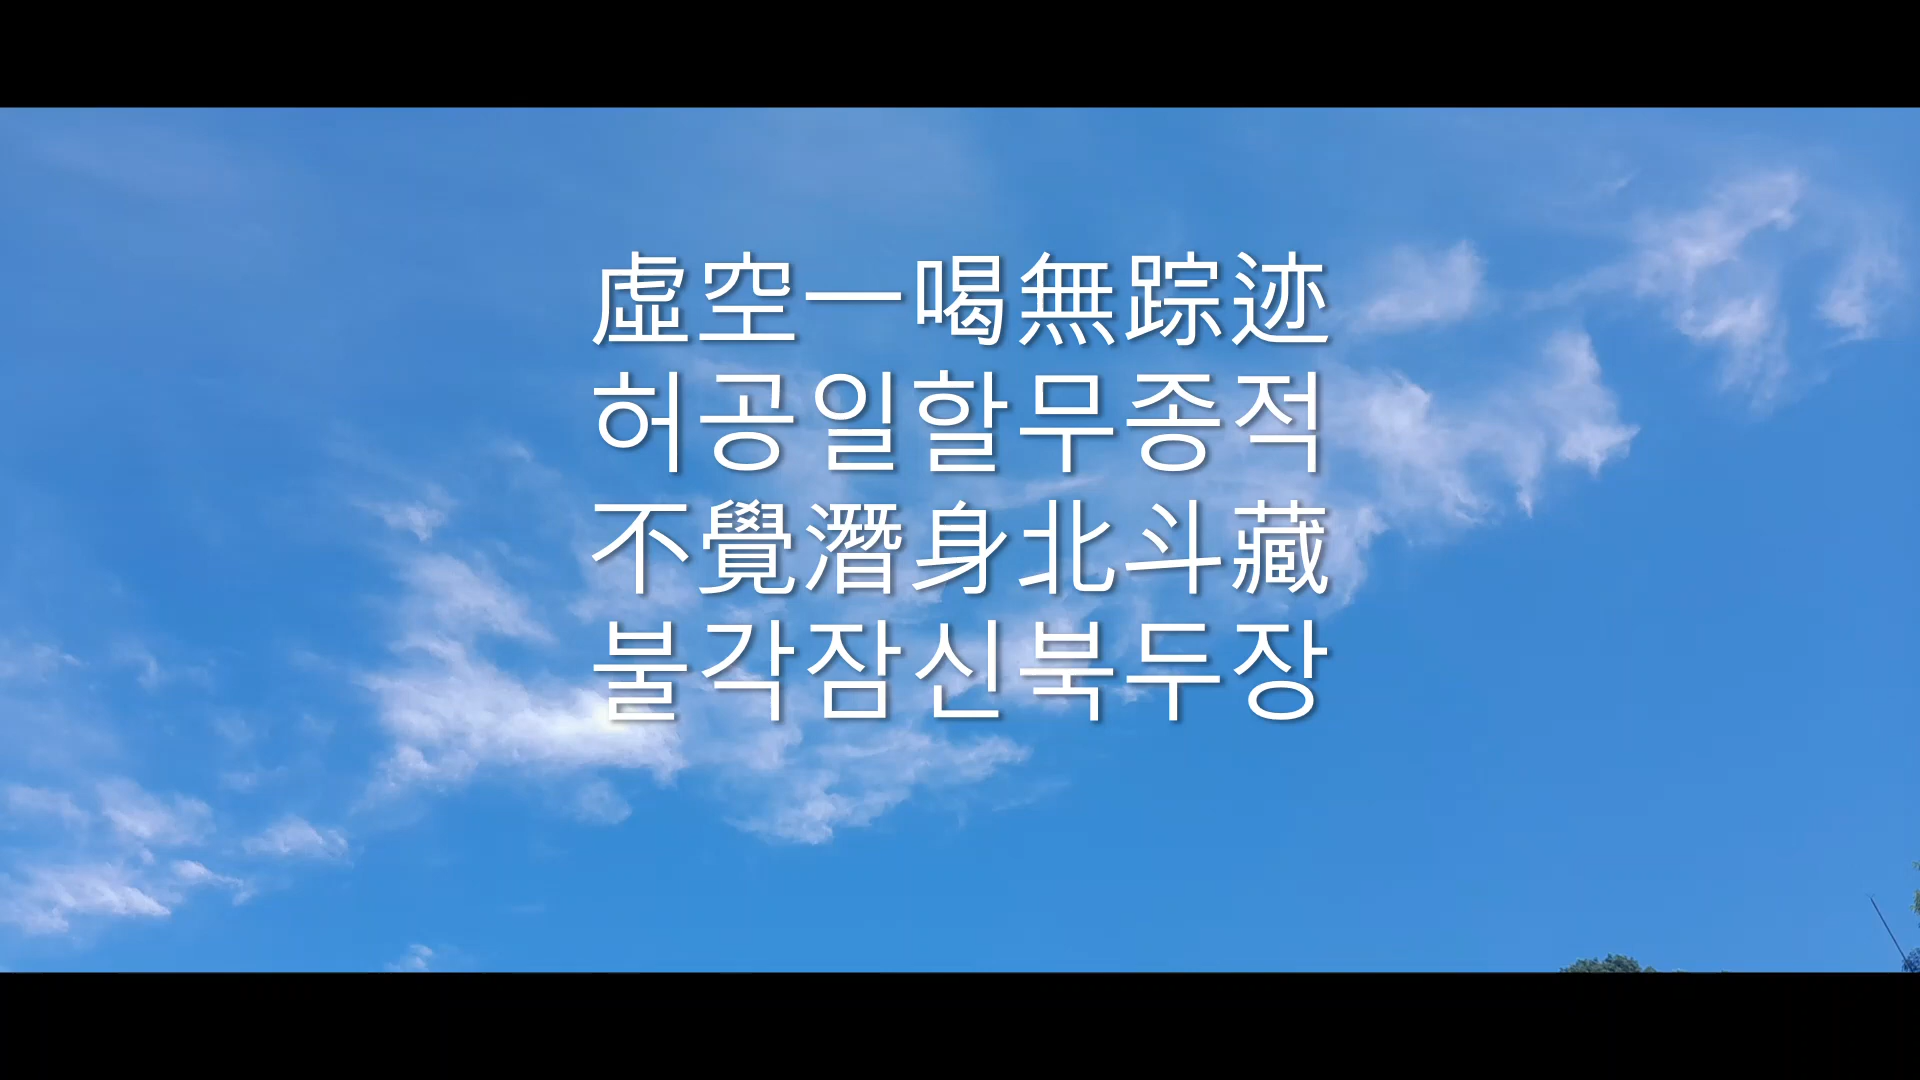 虛空一喝無踪迹
허공일할무종적
不覺潛身北斗藏
불각잠신북두장